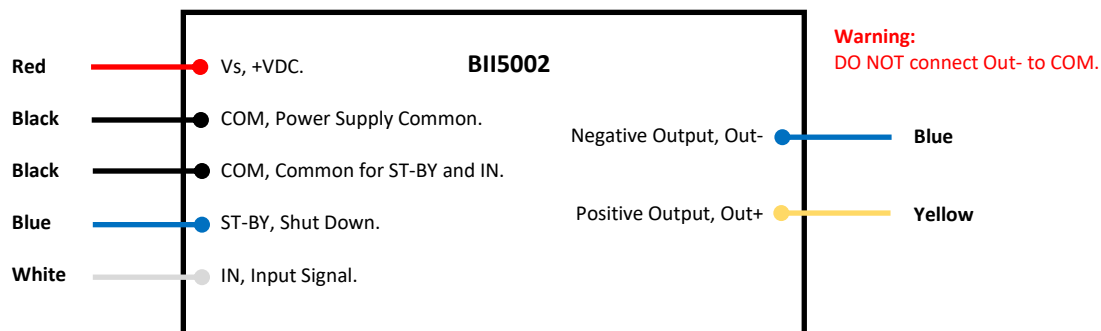 BII5002
Warning:
DO NOT connect Out- to COM.
Red
Vs, +VDC.
Black
COM, Power Supply Common.
Negative Output, Out-
Blue
Black
COM, Common for ST-BY and IN.
Blue
ST-BY, Shut Down.
Positive Output, Out+
Yellow
White
IN, Input Signal.